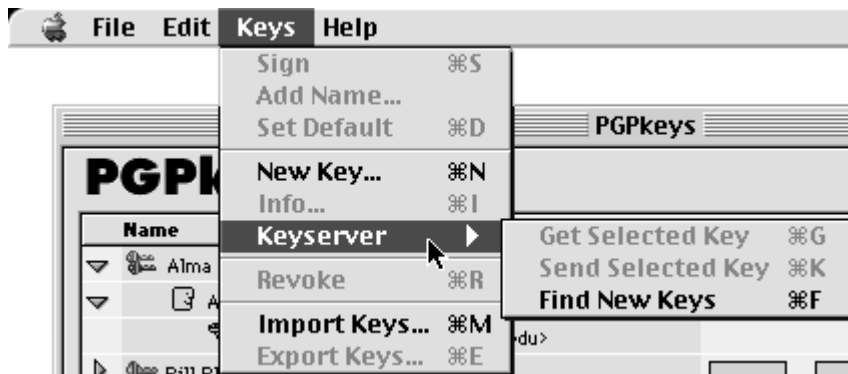 File Edit Keys Help
Sign ⌘S
Add Name...
Set Default ⌘D
PGPkeys
New Key... ⌘N
PGPk
Info... ⌘I
Name
Keyserver
Get Selected Key ⌘G
Alma
Send Selected Key ⌘K
Revoke ⌘R
Find New Keys ⌘F
A
Import Keys... ⌘M
du>
Export Keys... ⌘E